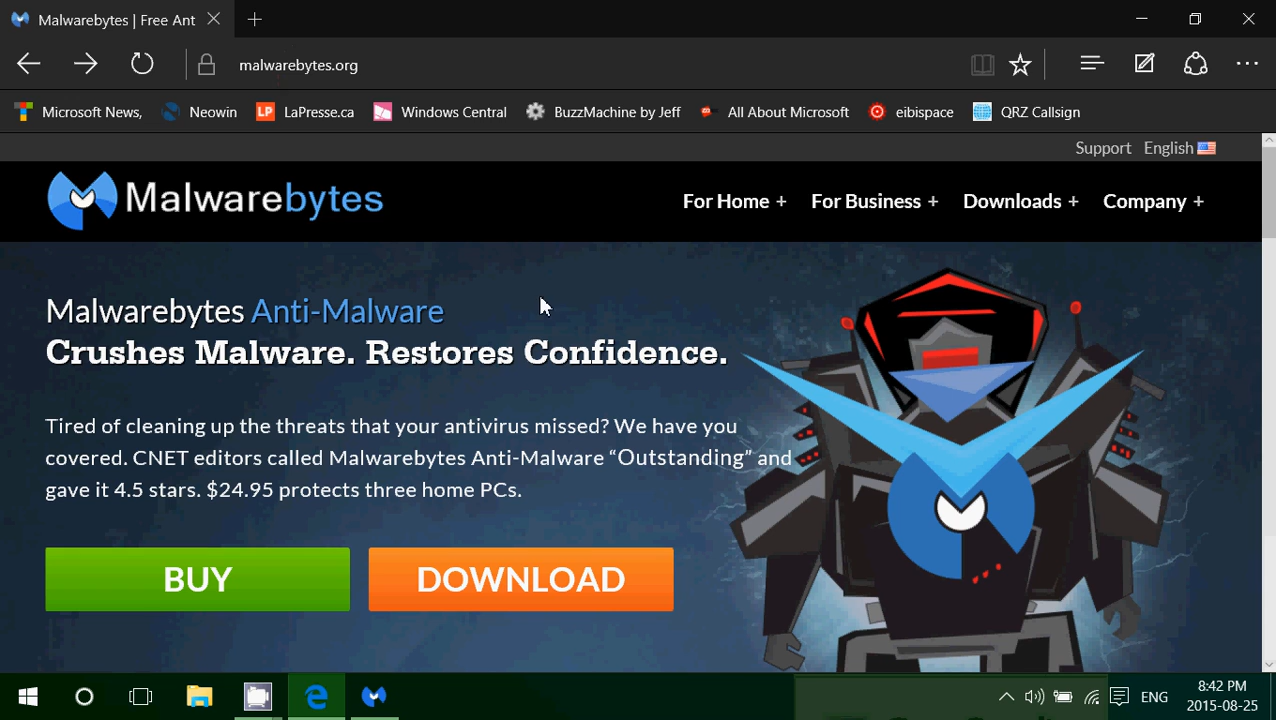 Malwarebytes | Free Ant
malwarebytes.org
Microsoft News,
Neowin
LP LaPresse.ca
Windows Central
BuzzMachine by Jeff
All About Microsoft
eibispace
QRZ Callsign
Support English
Malwarebytes
For Home + For Business + Downloads + Company +
Malwarebytes Anti-Malware
Crushes Malware. Restores Confidence.
Tired of cleaning up the threats that your antivirus missed? We have you
covered. CNET editors called Malwarebytes Anti-Malware “Outstanding” and
gave it 4.5 stars. $24.95 protects three home PCs.
BUY DOWNLOAD
ENG
8:42 PM
2015-08-25